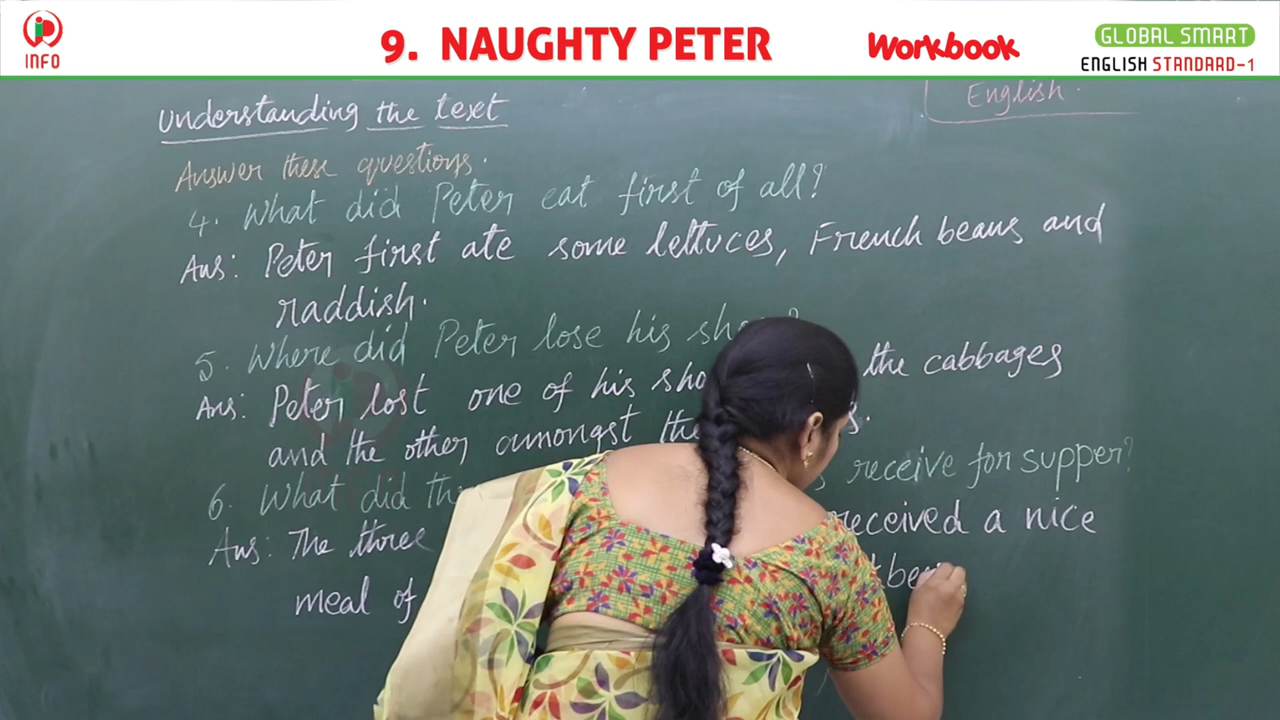 INFO
9. NAUGHTY PETER
Workbook
GLOBAL SMART
ENGLISH STANDARD-1
English.
Understanding the text
Answer these questions.
4. What did Peter eat first of all?
Ans: Peter first ate some lettuces, French beans and
raddish.
5. Where did Peter lose his
Ans: Peter lost one of his the cabbages
and the other amongst the
6. What did receive for supper?
Ans: The three received a nice
meal of